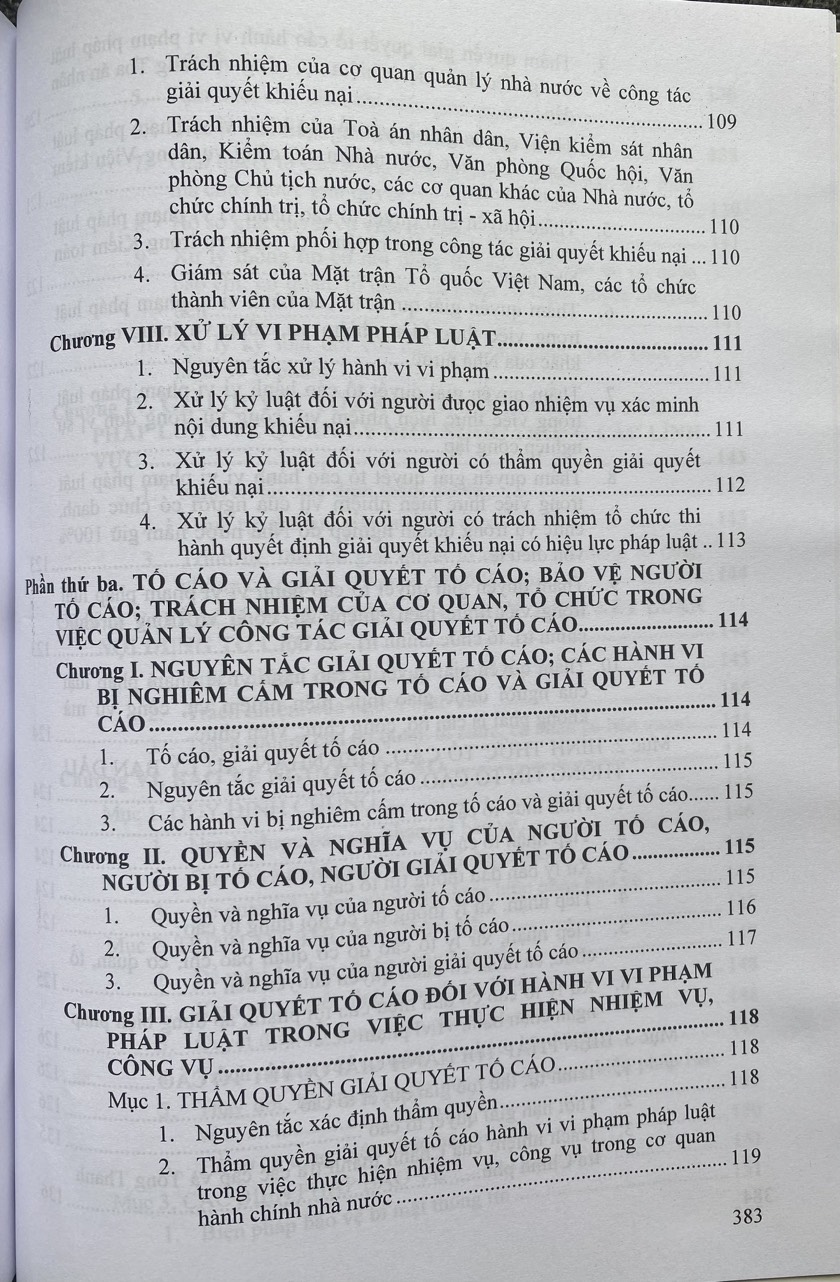 1. Trách nhiệm của cơ quan quản lý nhà nước về công tác
giải quyết khiếu nại.......................................................109
2. Trách nhiệm của Toà án nhân dân, Viện kiểm sát nhân
dân, Kiểm toán Nhà nước, Văn phòng Quốc hội, Văn
phòng Chủ tịch nước, các cơ quan khác của Nhà nước, tổ
chức chính trị, tổ chức chính trị - xã hội...........................110
3. Trách nhiệm phối hợp trong công tác giải quyết khiếu nại ...110
4. Giám sát của Mặt trận Tổ quốc Việt Nam, các tổ chức
thành viên của Mặt trận ..................................................110
Chương VIII. XỬ LÝ VI PHẠM PHÁP LUẬT..................................111
1. Nguyên tắc xử lý hành vi vi phạm ...................................111
2. Xử lý kỷ luật đối với người được giao nhiệm vụ xác minh
nội dung khiếu nại.........................................................111
3. Xử lý kỷ luật đối với người có thẩm quyền giải quyết
khiếu nại......................................................................112
4. Xử lý kỷ luật đối với người có trách nhiệm tổ chức thi
hành quyết định giải quyết khiếu nại có hiệu lực pháp luật ..113
Phần thứ ba. TỐ CÁO VÀ GIẢI QUYẾT TỐ CÁO; BẢO VỆ NGƯỜI
TỐ CÁO; TRÁCH NHIỆM CỦA CƠ QUAN, TỔ CHỨC TRONG
VIỆC QUẢN LÝ CÔNG TÁC GIẢI QUYẾT TỐ CÁO......................114
Chương I. NGUYÊN TẮC GIẢI QUYẾT TỐ CÁO; CÁC HÀNH VI
BỊ NGHIÊM CẤM TRONG TỐ CÁO VÀ GIẢI QUYẾT TỐ
CÁO..............................................................................114
1. Tố cáo, giải quyết tố cáo ................................................114
2. Nguyên tắc giải quyết tố cáo ...........................................115
3. Các hành vi bị nghiêm cấm trong tố cáo và giải quyết tố cáo......115
Chương II. QUYỀN VÀ NGHĨA VỤ CỦA NGƯỜI TỐ CÁO,
NGƯỜI BỊ TỐ CÁO, NGƯỜI GIẢI QUYẾT TỐ CÁO ................115
1. Quyền và nghĩa vụ của người tố cáo .................................115
2. Quyền và nghĩa vụ của người bị tố cáo..............................116
3. Quyền và nghĩa vụ của người giải quyết tố cáo ..................117
Chương III. GIẢI QUYẾT TỐ CÁO ĐỐI VỚI HÀNH VI VI PHẠM
PHÁP LUẬT TRONG VIỆC THỰC HIỆN NHIỆM VỤ,
CÔNG VỤ .....................................................................118
Mục 1. THẨM QUYỀN GIẢI QUYẾT TỐ CÁO..........................118
1. Nguyên tắc xác định thẩm quyền.....................................118
2. Thẩm quyền giải quyết tố cáo hành vi vi phạm pháp luật
trong việc thực hiện nhiệm vụ, công vụ trong cơ quan
hành chính nhà nước .....................................................119
383